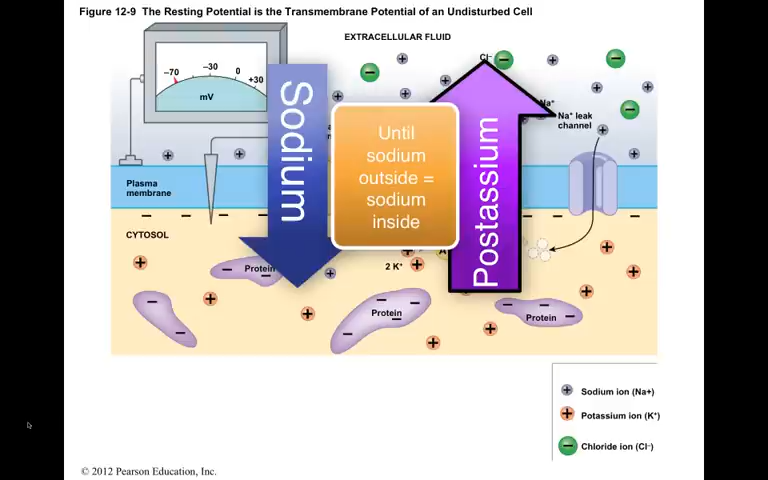 Figure 12-9 The Resting Potential is the Transmembrane Potential of an Undisturbed Cell
EXTRACELLULAR FLUID
Cl–
–70
–30
0
+30
mV
Na+
Na+ leak
channel
Sodium
Until
sodium
outside =
sodium
inside
Postassium
Plasma
membrane
CYTOSOL
2 K+
Protein
Protein
Protein
Sodium ion (Na+)
Potassium ion (K+)
Chloride ion (Cl–)
© 2012 Pearson Education, Inc.